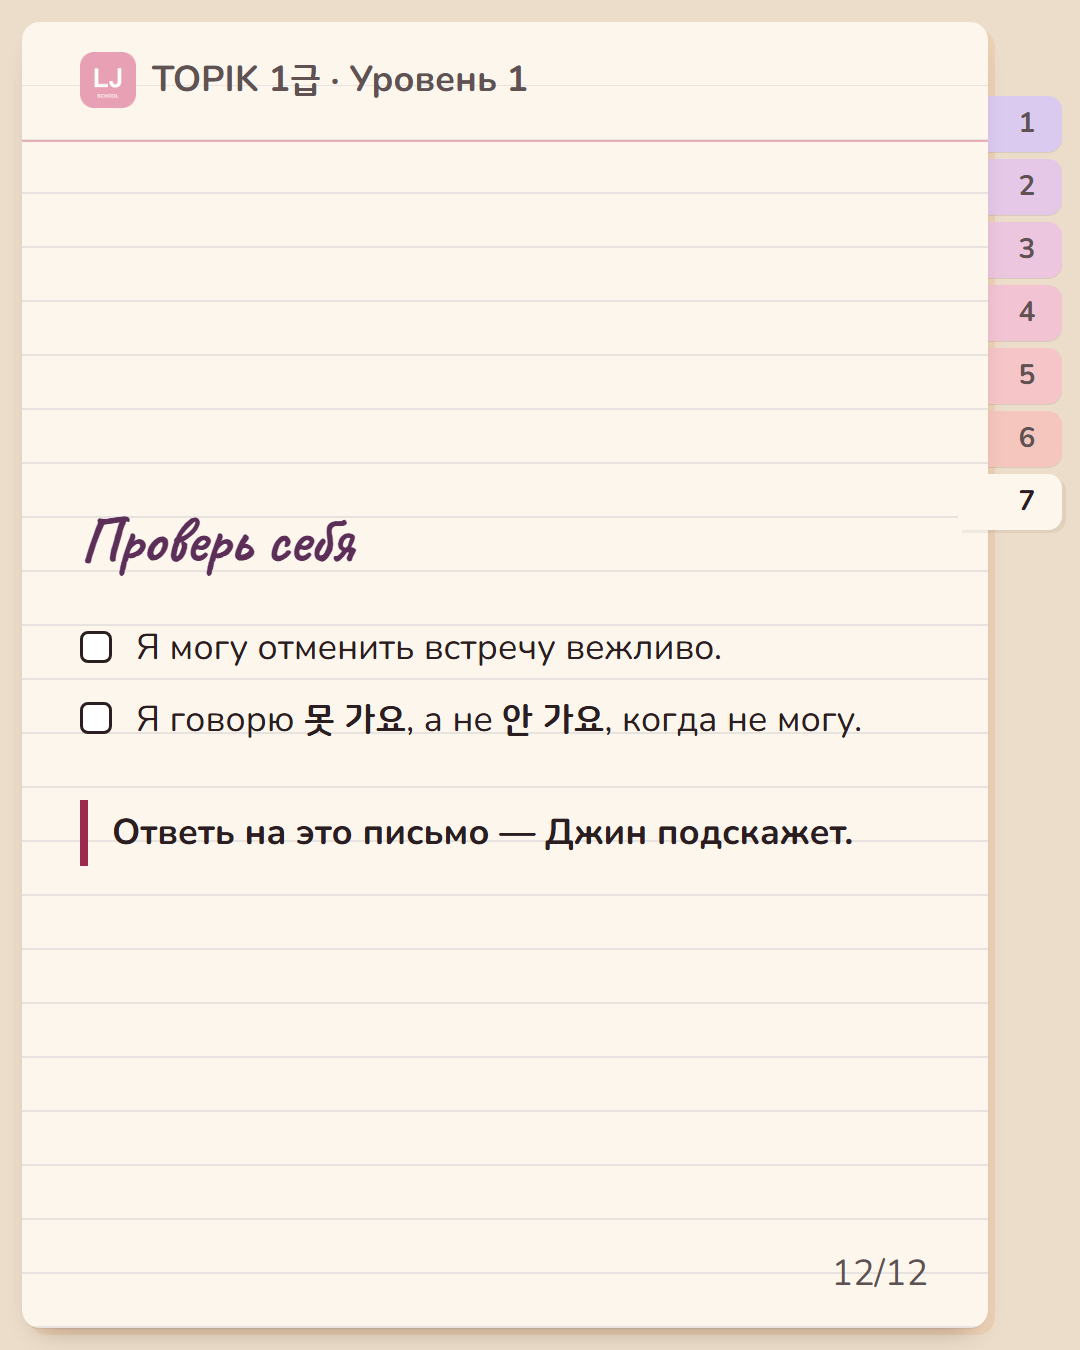 LJ
SCHOOL
TOPIK 1급 · Уровень 1
1
2
3
4
5
6
7
Проверь себя
Я могу отменить встречу вежливо.
Я говорю 못 가요, а не 안 가요, когда не могу.
Ответь на это письмо — Джин подскажет.
12/12